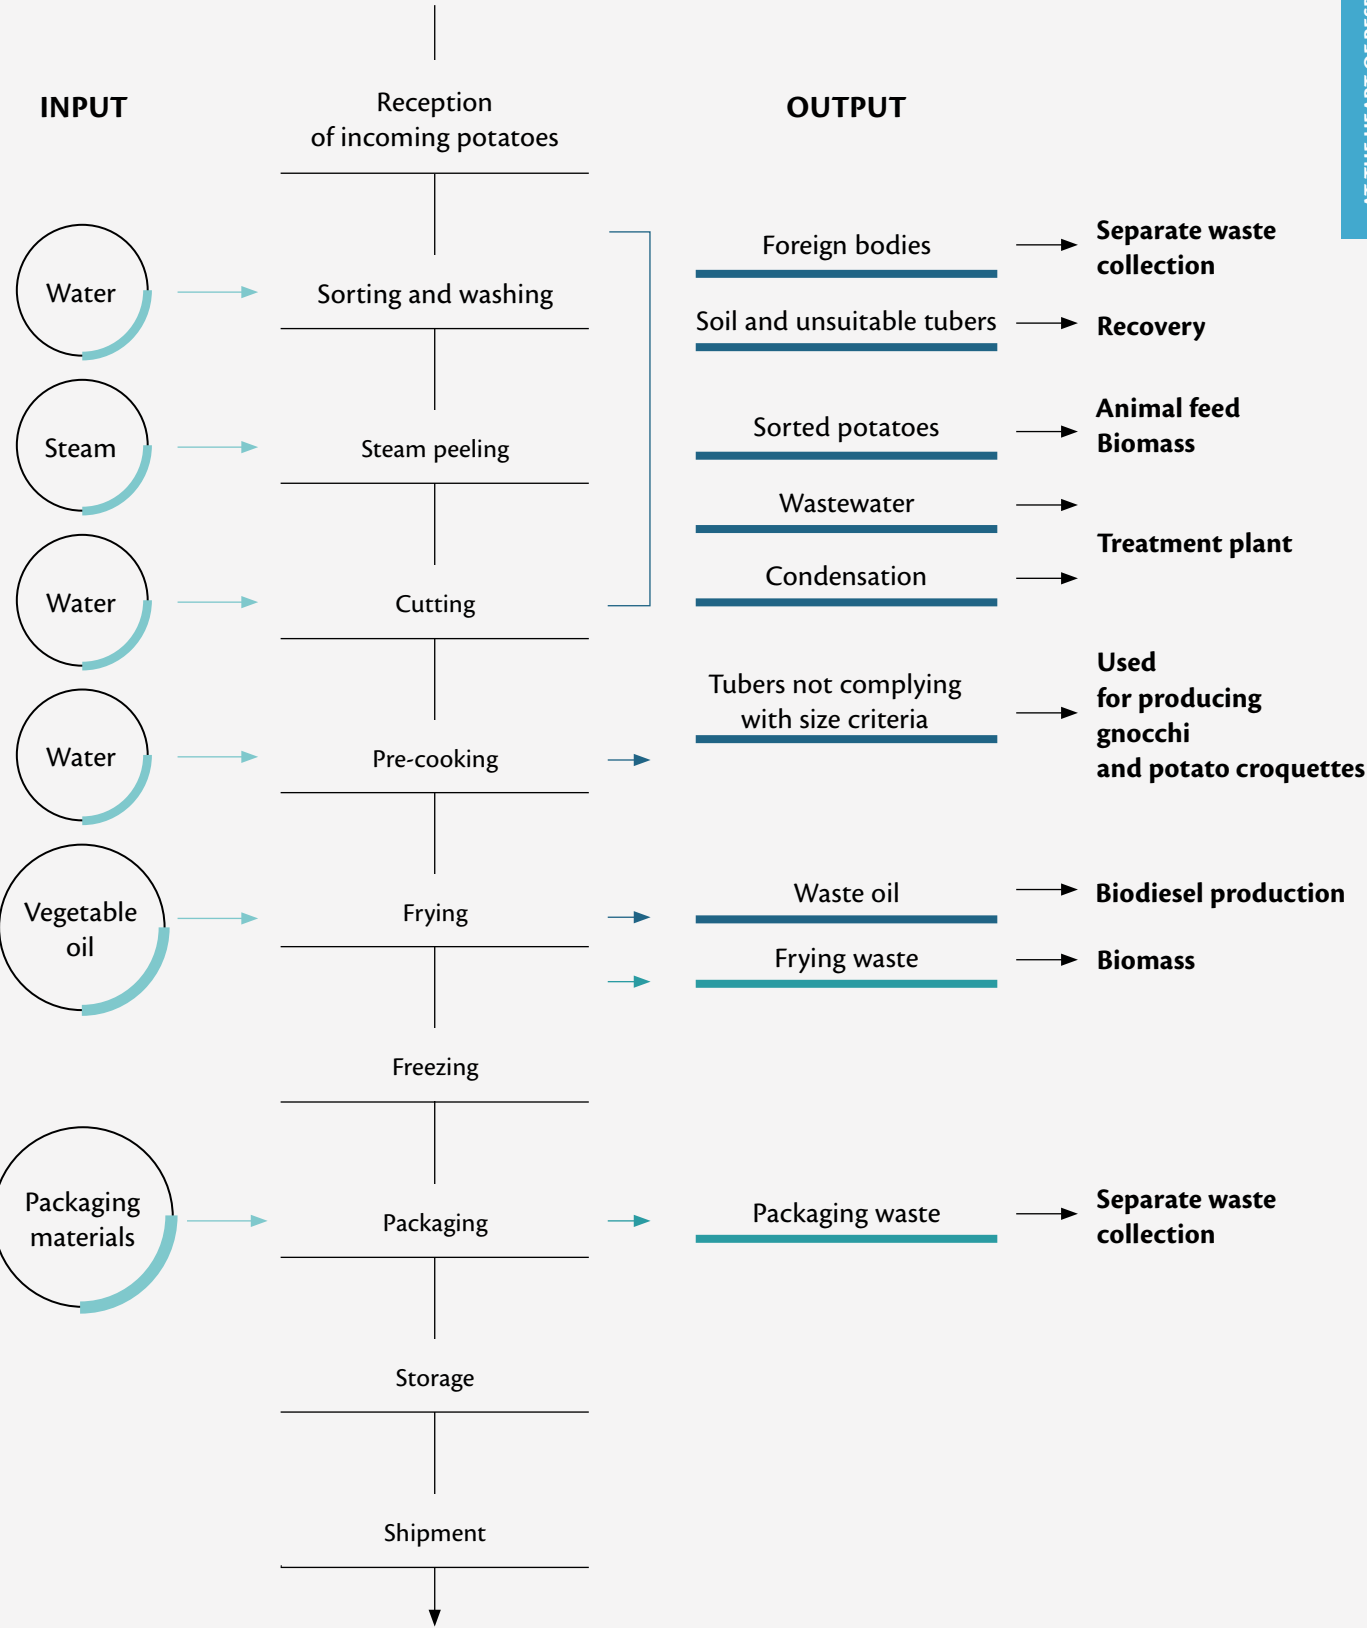 INPUT
Reception
of incoming potatoes
OUTPUT
Water
Sorting and washing
Foreign bodies
Separate waste
collection
Soil and unsuitable tubers
Recovery
Steam
Steam peeling
Sorted potatoes
Animal feed
Biomass
Wastewater
Condensation
Treatment plant
Water
Cutting
Water
Pre-cooking
Tubers not complying
with size criteria
Used
for producing
gnocchi
and potato croquettes
Vegetable
oil
Frying
Waste oil
Biodiesel production
Frying waste
Biomass
Freezing
Packaging
materials
Packaging
Packaging waste
Separate waste
collection
Storage
Shipment